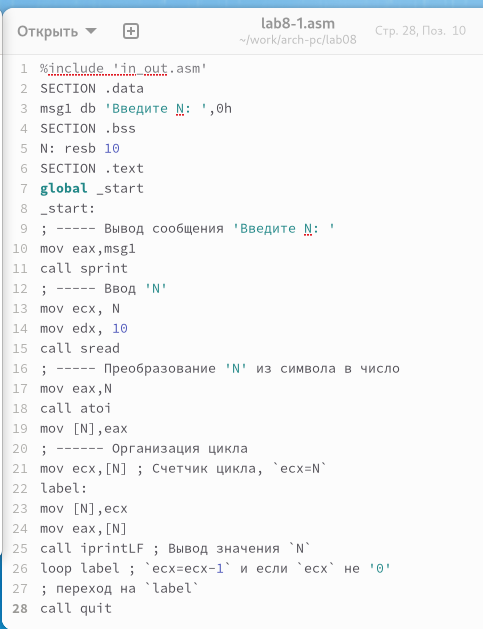 Открыть
lab8-1.asm
~/work/arch-pc/lab08
Стр. 28, Поз. 10
1 %include 'in_out.asm'
2 SECTION .data
3 msg1 db 'Введите N: ',0h
4 SECTION .bss
5 N: resb 10
6 SECTION .text
7 global _start
8 _start:
9 ; ----- Вывод сообщения 'Введите N: '
10 mov eax,msg1
11 call sprint
12 ; ----- Ввод 'N'
13 mov ecx, N
14 mov edx, 10
15 call sread
16 ; ----- Преобразование 'N' из символа в число
17 mov eax,N
18 call atoi
19 mov [N],eax
20 ; ------ Организация цикла
21 mov ecx,[N] ; Счетчик цикла, `ecx=N`
22 label:
23 mov [N],ecx
24 mov eax,[N]
25 call iprintLF ; Вывод значения `N`
26 loop label ; `ecx=ecx-1` и если `ecx` не '0'
27 ; переход на `label`
28 call quit